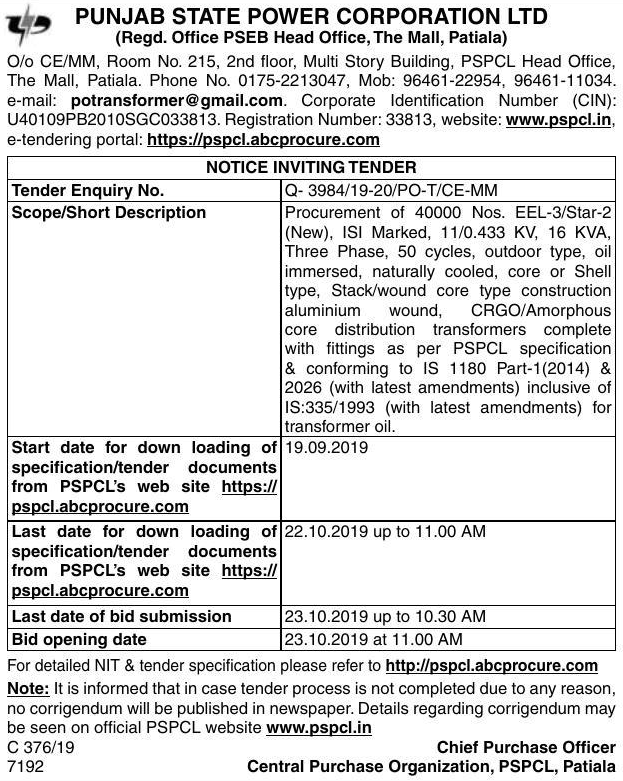 PUNJAB STATE POWER CORPORATION LTD
(Regd. Office PSEB Head Office, The Mall, Patiala)
O/o CE/MM, Room No. 215, 2nd floor, Multi Story Building, PSPCL Head Office,
The Mall, Patiala. Phone No. 0175-2213047, Mob: 96461-22954, 96461-11034.
e-mail: potransformer@gmail.com. Corporate Identification Number (CIN):
U40109PB2010SGC033813. Registration Number: 33813, website: www.pspcl.in,
e-tendering portal: https://pspcl.abcprocure.com
NOTICE INVITING TENDER
Tender Enquiry No.
Q- 3984/19-20/PO-T/CE-MM
Scope/Short Description
Procurement of 40000 Nos. EEL-3/Star-2
(New), ISI Marked, 11/0.433 KV, 16 KVA,
Three Phase, 50 cycles, outdoor type, oil
immersed, naturally cooled, core or Shell
type, Stack/wound core type construction
aluminium wound, CRGO/Amorphous
core distribution transformers complete
with fittings as per PSPCL specification
& conforming to IS 1180 Part-1(2014) &
2026 (with latest amendments) inclusive of
IS:335/1993 (with latest amendments) for
transformer oil.
Start date for down loading of
specification/tender documents
from PSPCL's web site https://
pspcl.abcprocure.com
19.09.2019
Last date for down loading of
specification/tender documents
from PSPCL's web site https://
pspcl.abcprocure.com
22.10.2019 up to 11.00 AM
Last date of bid submission
23.10.2019 up to 10.30 AM
Bid opening date
23.10.2019 at 11.00 AM
For detailed NIT & tender specification please refer to http://pspcl.abcprocure.com
Note: It is informed that in case tender process is not completed due to any reason,
no corrigendum will be published in newspaper. Details regarding corrigendum may
be seen on official PSPCL website www.pspcl.in
C 376/19
Chief Purchase Officer
7192
Central Purchase Organization, PSPCL, Patiala